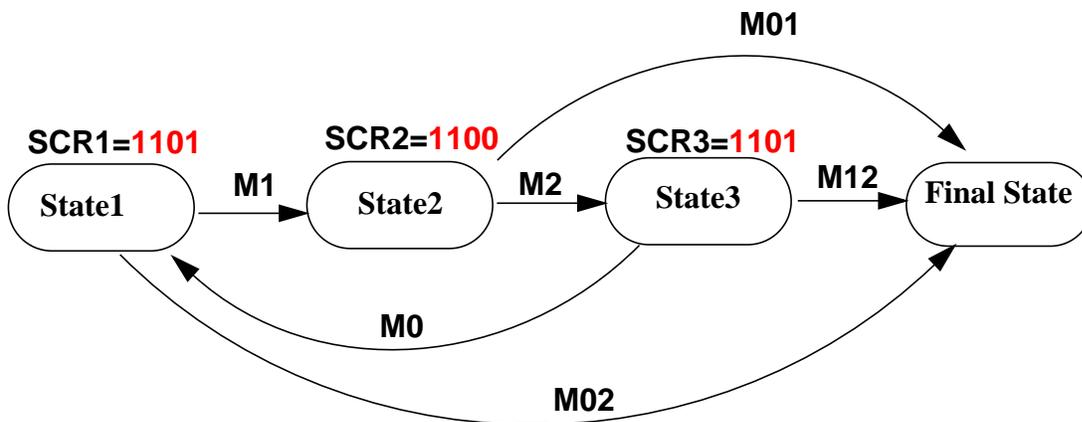 M01
SCR1=1101
SCR2=1100
SCR3=1101
State1
M1
State2
M2
State3
M12
Final State
M0
M02